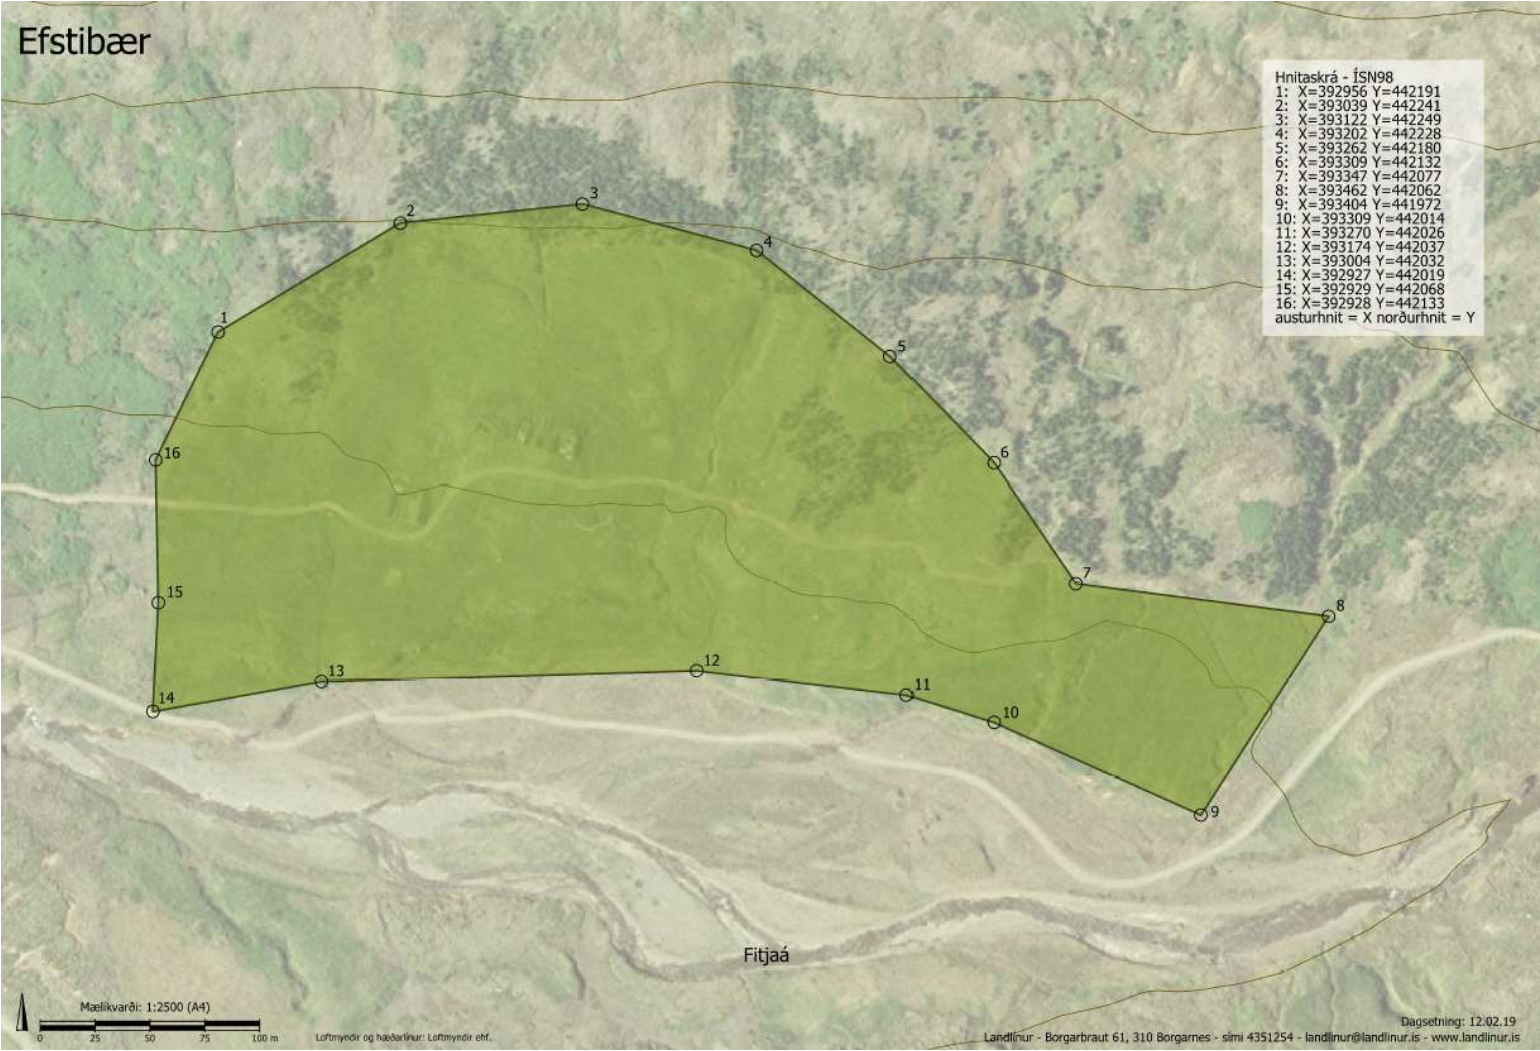 Efstibær
Hnitaskrá - ÍSN98
1: X=392956 Y=442191
2: X=393039 Y=442241
3: X=393122 Y=442249
4: X=393202 Y=442228
5: X=393262 Y=442180
6: X=393309 Y=442132
7: X=393347 Y=442077
8: X=393462 Y=442062
9: X=393404 Y=441972
10: X=393309 Y=442014
11: X=393270 Y=442026
12: X=393174 Y=442037
13: X=393004 Y=442032
14: X=392927 Y=442019
15: X=392929 Y=442068
16: X=392928 Y=442133
austurhnit = X norðurhnit = Y
3
2
4
1
5
6
16
7
15
8
12
13
11
14
10
9
Fitjaá
Mælikvarði: 1:2500 (A4)
0 25 50 75 100 m
Loftmyndir og hæðarlínur: Loftmyndir ehf.
Dagsetning: 12.02.19
Landlínur - Borgarbraut 61, 310 Borgarnes - sími 4351254 - landlinur@landlinur.is - www.landlinur.is